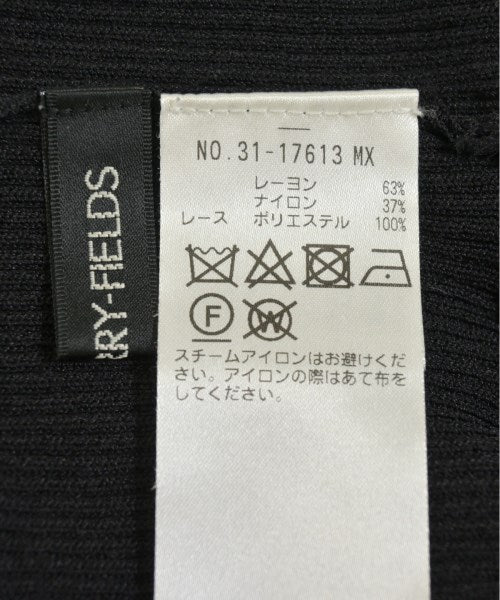 RRY-FIELDS
NO.31-17613 MX
レーヨン 63%
ナイロン 37%
レース ポリエステル 100%
F W
スチームアイロンはお避けくだ
さい。アイロンの際はあて布を
してください。